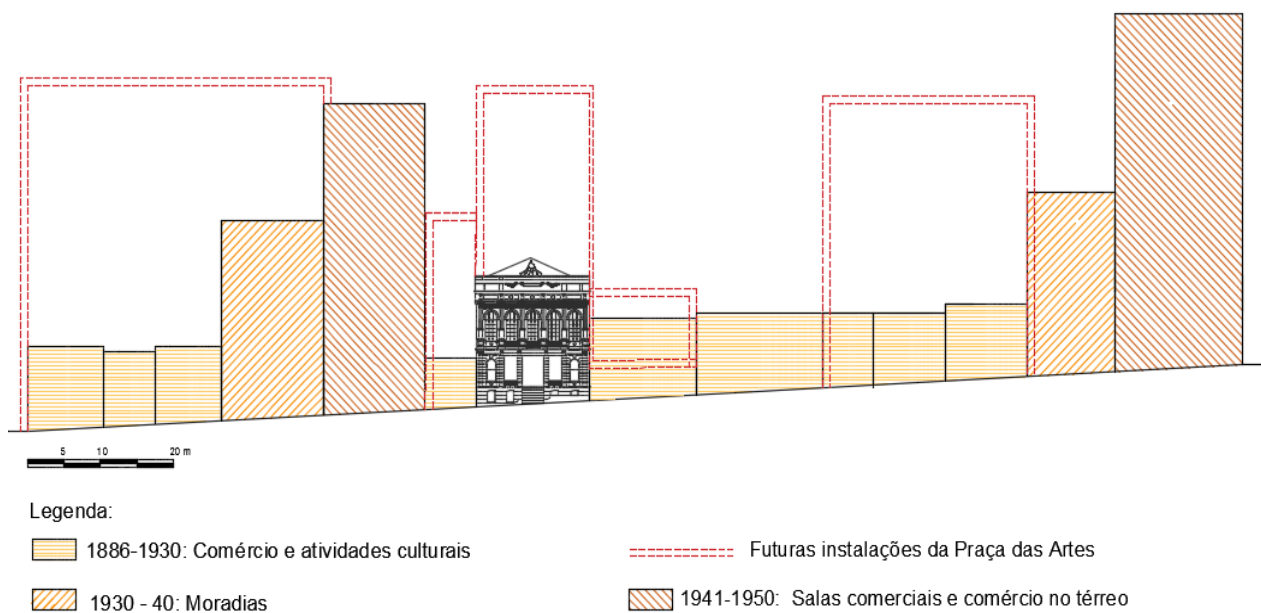 5 10 20 m
Legenda:
1886-1930: Comércio e atividades culturais
Futuras instalações da Praça das Artes
1930 - 40: Moradias
1941-1950: Salas comerciais e comércio no térreo